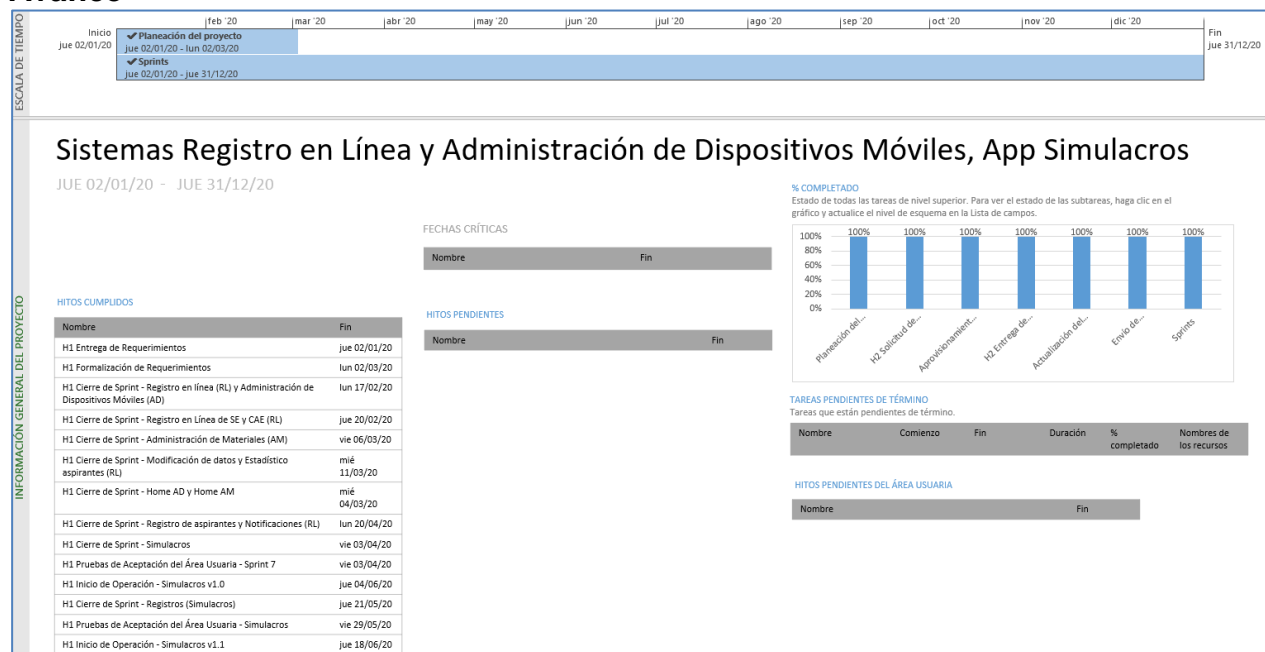 ESCALA DE TIEMPO
feb '20 mar '20 abr '20 may '20 jun '20 jul '20 ago '20 sep '20 oct '20 nov '20 dic '20
Inicio
jue 02/01/20
✔Planeación del proyecto
jue 02/01/20 - lun 02/03/20
✔Sprints
jue 02/01/20 - jue 31/12/20
Fin
jue 31/12/20
INFORMACIÓN GENERAL DEL PROYECTO
Sistemas Registro en Línea y Administración de Dispositivos Móviles, App Simulacros
JUE 02/01/20 - JUE 31/12/20
HITOS CUMPLIDOS
Nombre Fin
H1 Entrega de Requerimientos jue 02/01/20
H1 Formalización de Requerimientos lun 02/03/20
H1 Cierre de Sprint - Registro en línea (RL) y Administración de lun 17/02/20
Dispositivos Móviles (AD)
H1 Cierre de Sprint - Registro en Línea de SE y CAE (RL) jue 20/02/20
H1 Cierre de Sprint - Administración de Materiales (AM) vie 06/03/20
H1 Cierre de Sprint - Modificación de datos y Estadístico mié
aspirantes (RL) 11/03/20
H1 Cierre de Sprint - Home AD y Home AM mié
04/03/20
H1 Cierre de Sprint - Registro de aspirantes y Notificaciones (RL) lun 20/04/20
H1 Cierre de Sprint - Simulacros vie 03/04/20
H1 Pruebas de Aceptación del Área Usuaria - Sprint 7 vie 03/04/20
H1 Inicio de Operación - Simulacros v1.0 jue 04/06/20
H1 Cierre de Sprint - Registros (Simulacros) jue 21/05/20
H1 Pruebas de Aceptación del Área Usuaria - Simulacros vie 29/05/20
H1 Inicio de Operación - Simulacros v1.1 jue 18/06/20
FECHAS CRÍTICAS
Nombre Fin
HITOS PENDIENTES
Nombre Fin
% COMPLETADO
Estado de todas las tareas de nivel superior. Para ver el estado de las subtareas, haga clic en el
gráfico y actualice el nivel de esquema en la Lista de campos.
100% 80% 60% 40% 20% 0%
100% 100% 100% 100% 100% 100% 100%
Planeación del...
H2 Solicitud de...
Aprovisionamient...
H2 Entrega de...
Actualización del...
Envio de...
Sprints
TAREAS PENDIENTES DE TÉRMINO
Tareas que están pendientes de término.
Nombre Comienzo Fin Duración % Nombres de
completado los recursos
HITOS PENDIENTES DEL ÁREA USUARIA
Nombre Fin